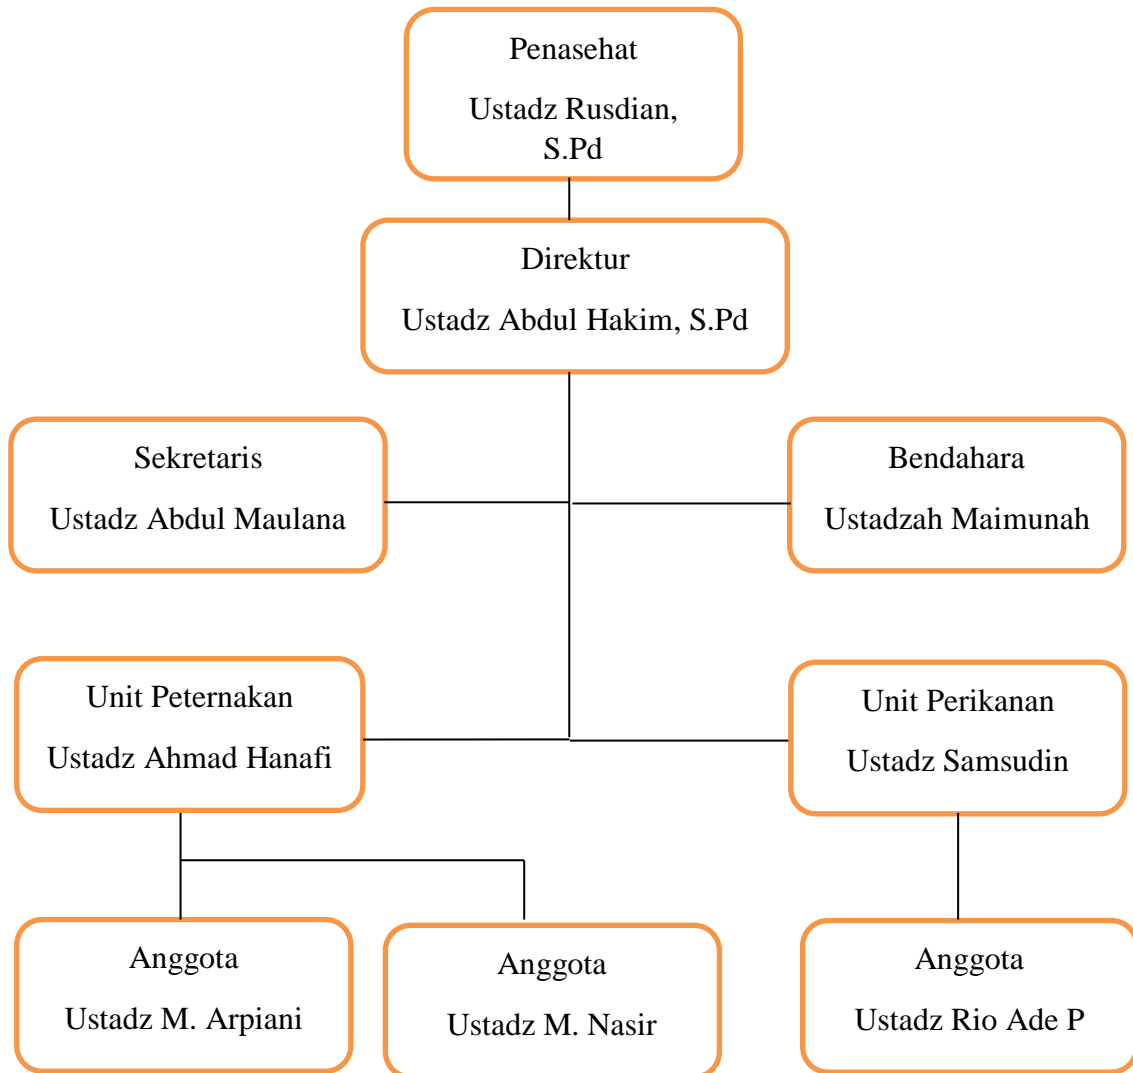 Penasehat
Ustadz Rusdian,
S.Pd
Direktur
Ustadz Abdul Hakim, S.Pd
Sekretaris
Ustadz Abdul Maulana
Bendahara
Ustadzah Maimunah
Unit Peternakan
Ustadz Ahmad Hanafi
Unit Perikanan
Ustadz Samsudin
Anggota
Ustadz M. Arpiani
Anggota
Ustadz M. Nasir
Anggota
Ustadz Rio Ade P